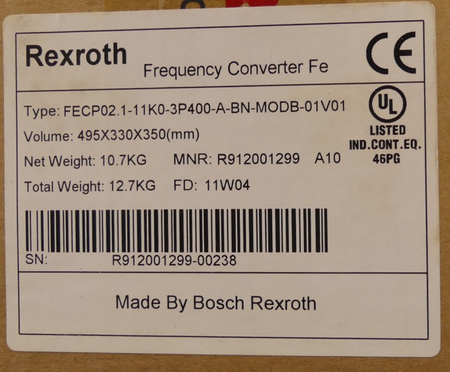 Rexroth
Frequency Converter Fe
CE
Type: FECP02.1-11K0-3P400-A-BN-MODB-01V01
Volume: 495X330X350(mm)
Net Weight: 10.7KG MNR: R912001299 A10
Total Weight: 12.7KG FD: 11W04
UL
LISTED
IND.CONT.EQ.
46PG
SN: R912001299-00238
Made By Bosch Rexroth